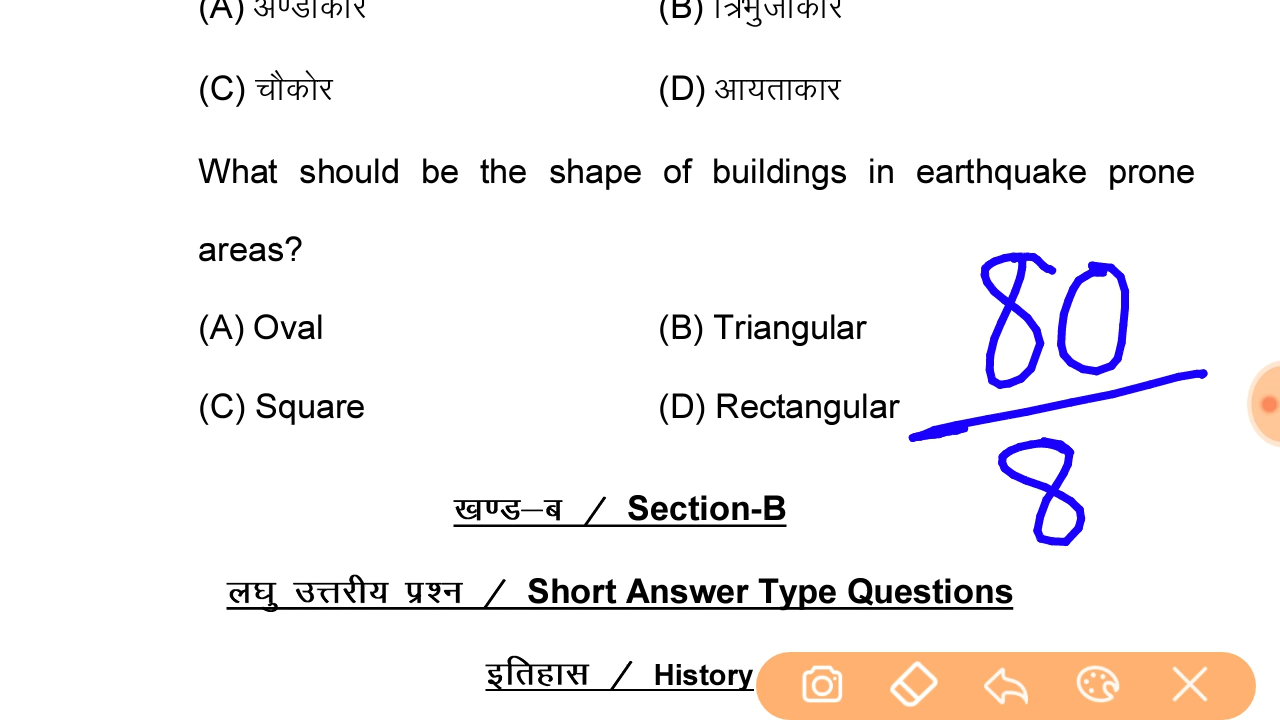 (A) अण्डाकार (B) त्रिभुजाकार
(C) चौकोर (D) आयताकार
What should be the shape of buildings in earthquake prone
areas?
(A) Oval (B) Triangular
(C) Square (D) Rectangular
80
8
खण्ड–ब / Section-B
लघु उत्तरीय प्रश्न / Short Answer Type Questions
इतिहास / History